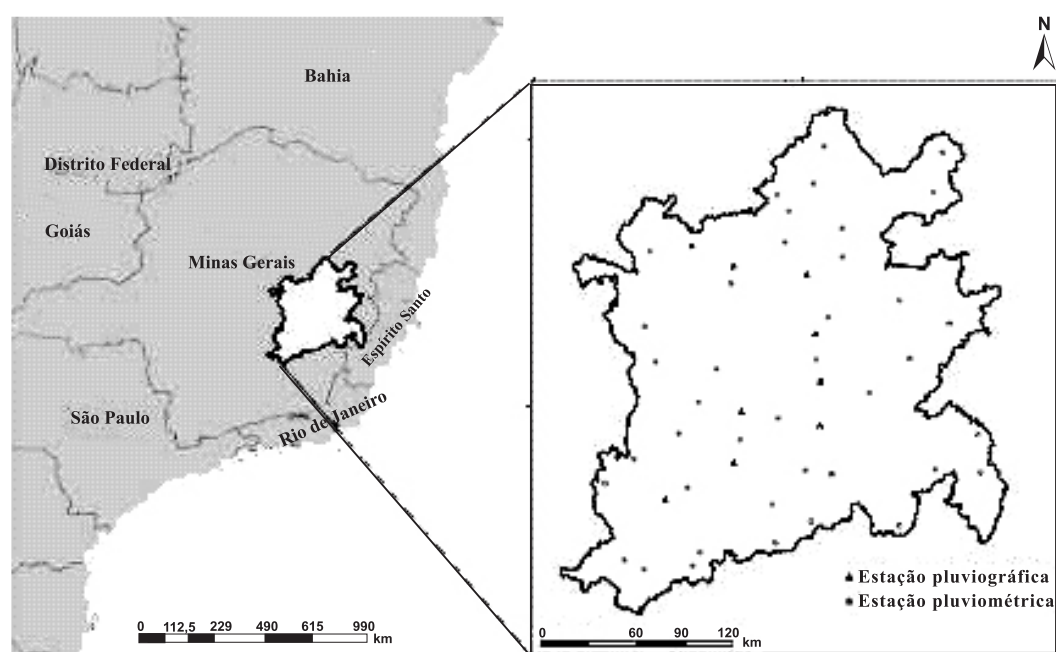 N
Bahia
Distrito Federal
Goiás
Minas Gerais
Espírito Santo
São Paulo
Rio de Janeiro
Estação pluviográfica
Estação pluviométrica
0 112,5 229 490 615 990
km
0 60 90 120
km